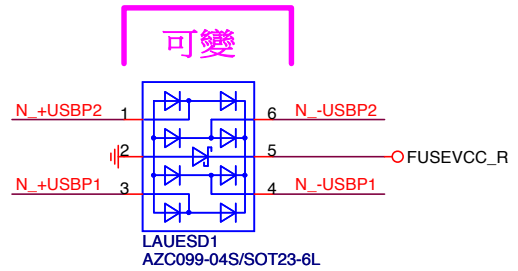 可變
N_+USBP2 1 6 N_-USBP2
2 5 FUSEVCC_R
N_+USBP1 3 4 N_-USBP1
LAUESD1
AZC099-04S/SOT23-6L